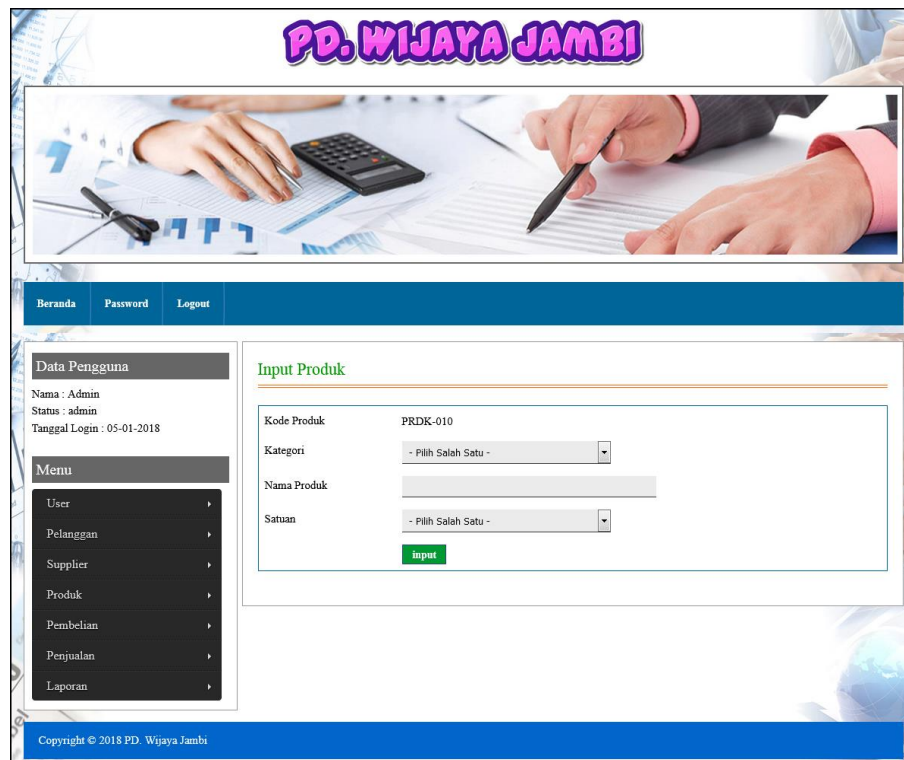 PD. WIJAYA JAMBI
Beranda Password Logout
Data Pengguna
Nama : Admin
Status : admin
Tanggal Login : 05-01-2018
Menu
User
Pelanggan
Supplier
Produk
Pembelian
Penjualan
Laporan
Input Produk
Kode Produk PRDK-010
Kategori - Pilih Salah Satu -
Nama Produk
Satuan - Pilih Salah Satu -
input
Copyright © 2018 PD. Wijaya Jambi